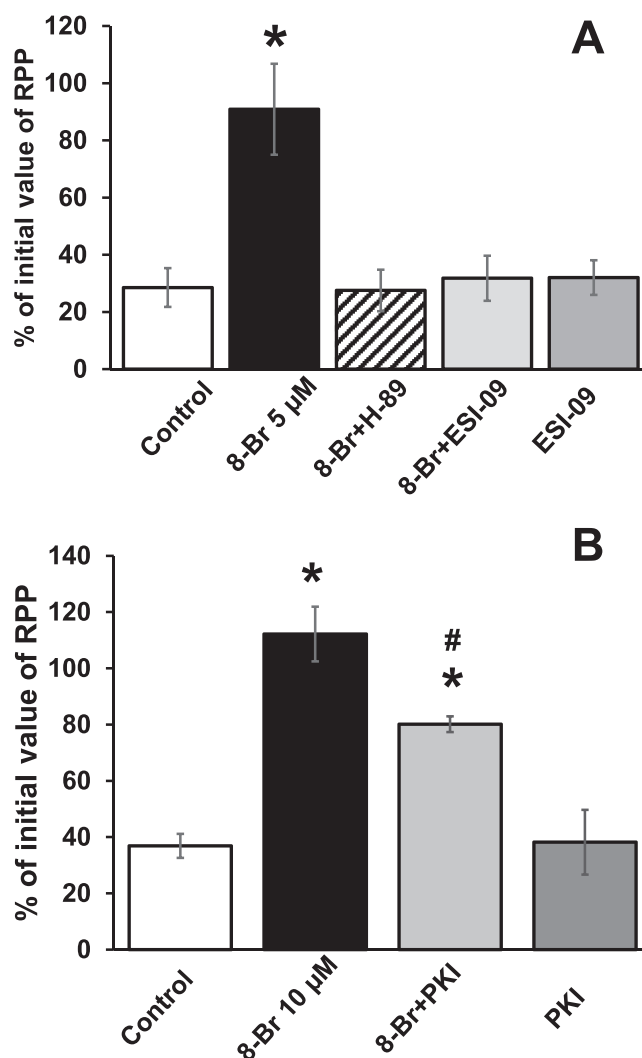 A
% of initial value of RPP
120
100
80
60
40
20
0
*
Control
8-Br 5 µM
8-Br+H-89
8-Br+ESI-09
ESI-09
B
% of initial value of RPP
140
120
100
80
60
40
20
0
*
#
*
Control
8-Br 10 µM
8-Br+PKI
PKI